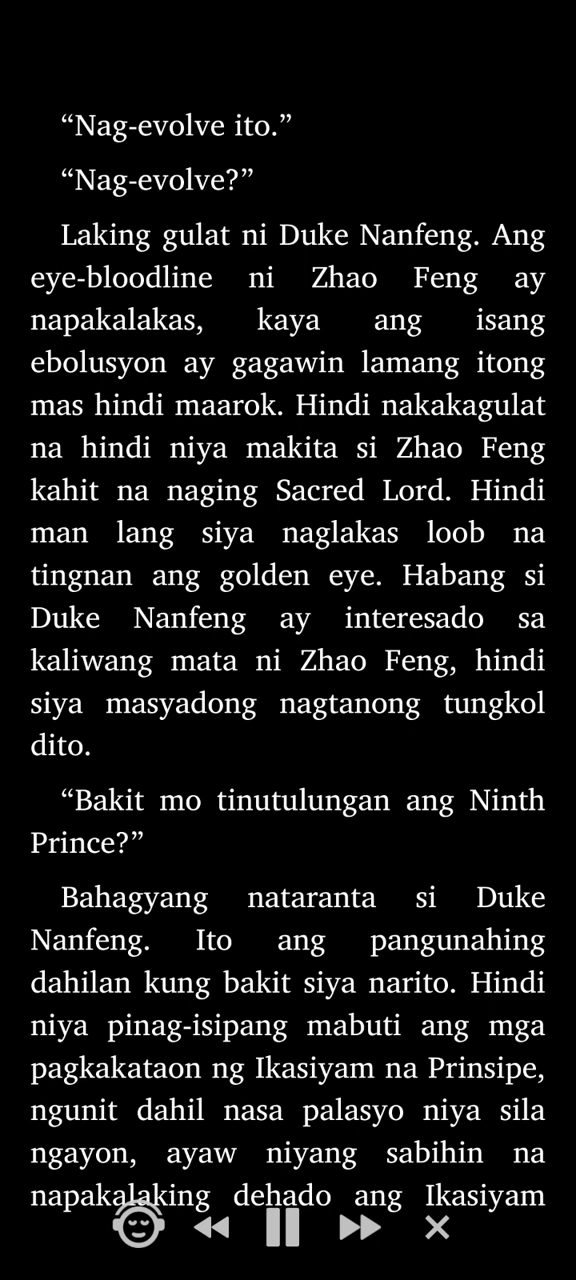 “Nag-evolve ito.”
“Nag-evolve?”
Laking gulat ni Duke Nanfeng. Ang
eye-bloodline ni Zhao Feng ay
napakalakas, kaya ang isang
ebolusyon ay gagawin lamang itong
mas hindi maarok. Hindi nakakagulat
na hindi niya makita si Zhao Feng
kahit na naging Sacred Lord. Hindi
man lang siya naglakas loob na
tingnan ang golden eye. Habang si
Duke Nanfeng ay interesado sa
kaliwang mata ni Zhao Feng, hindi
siya masyadong nagtanong tungkol
dito.
“Bakit mo tinutulungan ang Ninth
Prince?”
Bahagyang nataranta si Duke
Nanfeng. Ito ang pangunahing
dahilan kung bakit siya narito. Hindi
niya pinag-isipang mabuti ang mga
pagkakataon ng Ikasiyam na Prinsipe,
ngunit dahil nasa palasyo niya sila
ngayon, ayaw niyang sabihin na
napakalaking dehado ang Ikasiyam